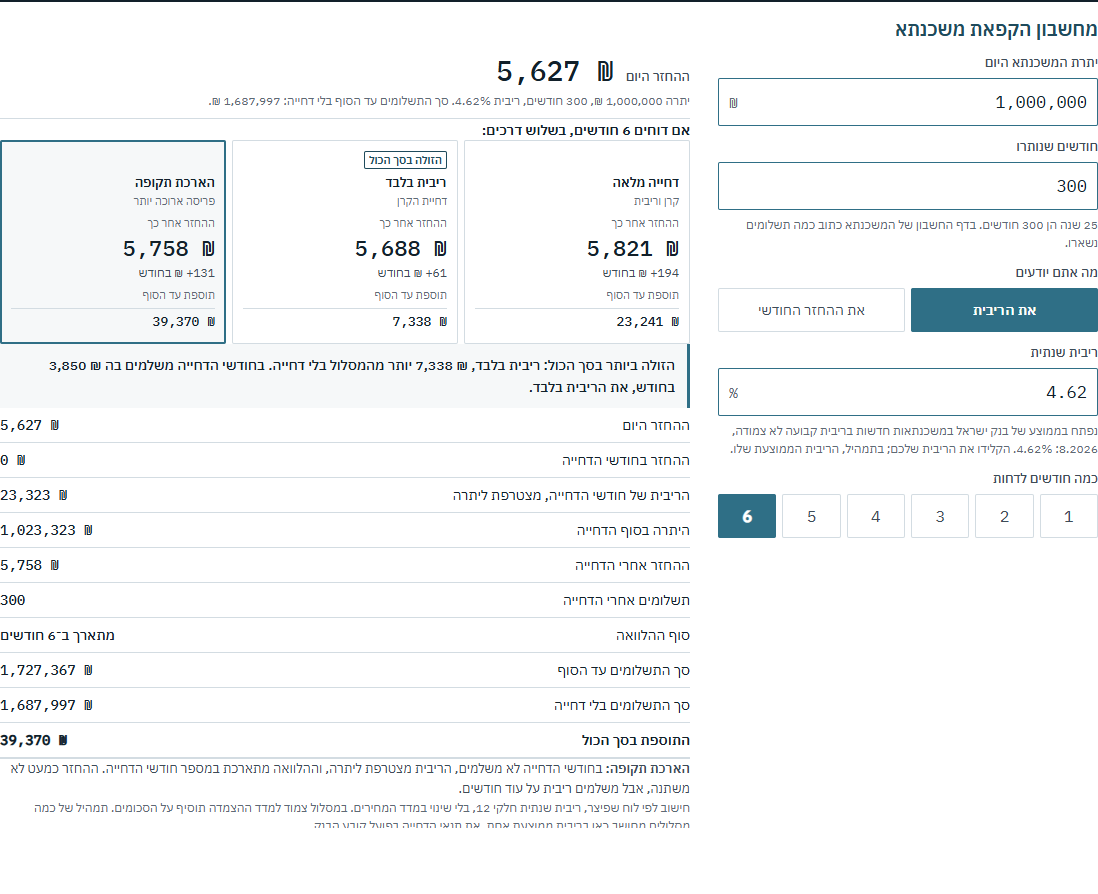 מחשבון הקפאת משכנתא
יתרת המשכנתא היום
1,000,000 ₪
חודשים שנותרו
300
25 שנה הן 300 חודשים. בדף החשבון של המשכנתא כתוב כמה תשלומים
נשארו.
מה אתם יודעים
את הריבית
את ההחזר החודשי
ריבית שנתית
4.62 %
נפתח בממוצע של בנק ישראל במשכנתאות חדשות בריבית קבועה לא צמודה,
8.2026: 4.62%. הקלידו את הריבית שלכם; בתמהיל, הריבית הממוצעת שלו.
כמה חודשים לדחות
1 2 3 4 5 6
ההחזר היום ₪ 5,627
יתרה 1,000,000 ₪, 300 חודשים, ריבית 4.62%. סך התשלומים עד הסוף בלי דחייה: 1,687,997 ₪.
אם דוחים 6 חודשים, בשלוש דרכים:
דחייה מלאה
קרן וריבית
ההחזר אחר כך
₪ 5,821
+194 ₪ בחודש
תוספת עד הסוף
₪ 23,241
הזולה בסך הכול
ריבית בלבד
דחיית הקרן
ההחזר אחר כך
₪ 5,688
+61 ₪ בחודש
תוספת עד הסוף
₪ 7,338
הארכת תקופה
פריסה ארוכה יותר
ההחזר אחר כך
₪ 5,758
+131 ₪ בחודש
תוספת עד הסוף
₪ 39,370
הזולה ביותר בסך הכול: ריבית בלבד, ₪ 7,338 יותר מהמסלול בלי דחייה. בחודשי הדחייה משלמים בה ₪ 3,850
בחודש, את הריבית בלבד.
ההחזר היום ₪ 5,627
ההחזר בחודשי הדחייה ₪ 0
הריבית של חודשי הדחייה, מצטרפת ליתרה ₪ 23,323
היתרה בסוף הדחייה ₪ 1,023,323
ההחזר אחרי הדחייה ₪ 5,758
תשלומים אחרי הדחייה 300
סוף ההלוואה מתארך ב־6 חודשים
סך התשלומים עד הסוף ₪ 1,727,367
סך התשלומים בלי דחייה ₪ 1,687,997
התוספת בסך הכול ₪ 39,370
הארכת תקופה: בחודשי הדחייה לא משלמים, הריבית מצטרפת ליתרה, וההלוואה מתארכת במספר חודשי הדחייה. ההחזר כמעט לא
משתנה, אבל משלמים ריבית על עוד חודשים.
חישוב לפי לוח שפיצר, ריבית שנתית חלקי 12, בלי שינוי במדד המחירים. במסלול צמוד למדד ההצמדה תוסיף על הסכומים. תמהיל של כמה
מסלולים מחושב כאן בריבית ממוצעת אחת. את תנאי הדחייה בפועל קובע הבנק